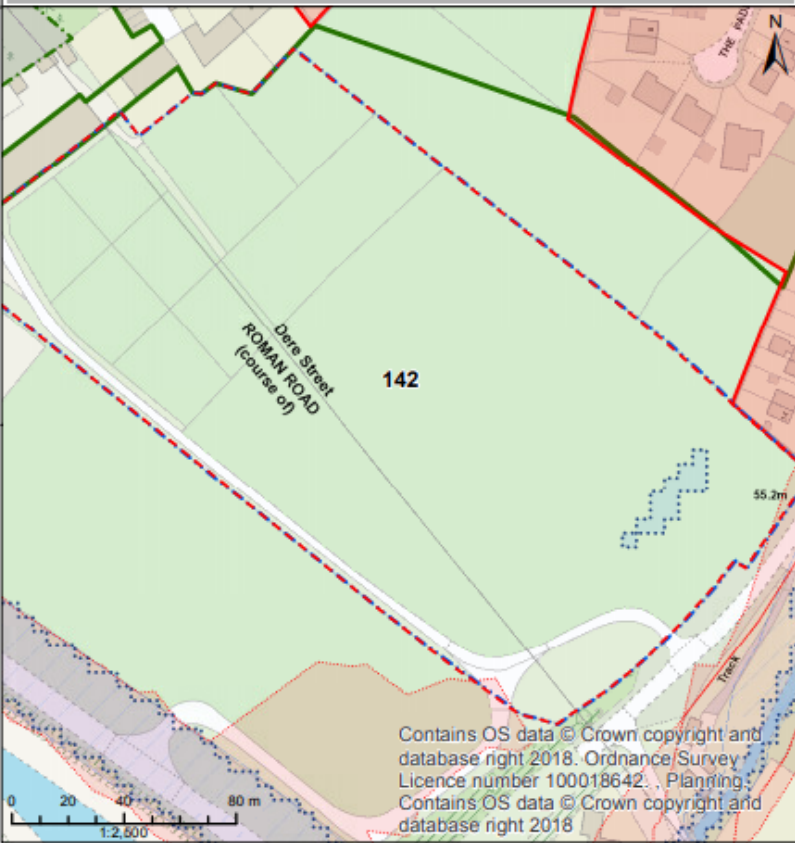 N
THE PAD
Dere Street
ROMAN ROAD
(course of)
142
55.2m
Track
Contains OS data © Crown copyright and
database right 2018. Ordnance Survey
Licence number 100018642. . Planning.
Contains OS data © Crown copyright and
database right 2018
0 20 40 80 m
1:2,500